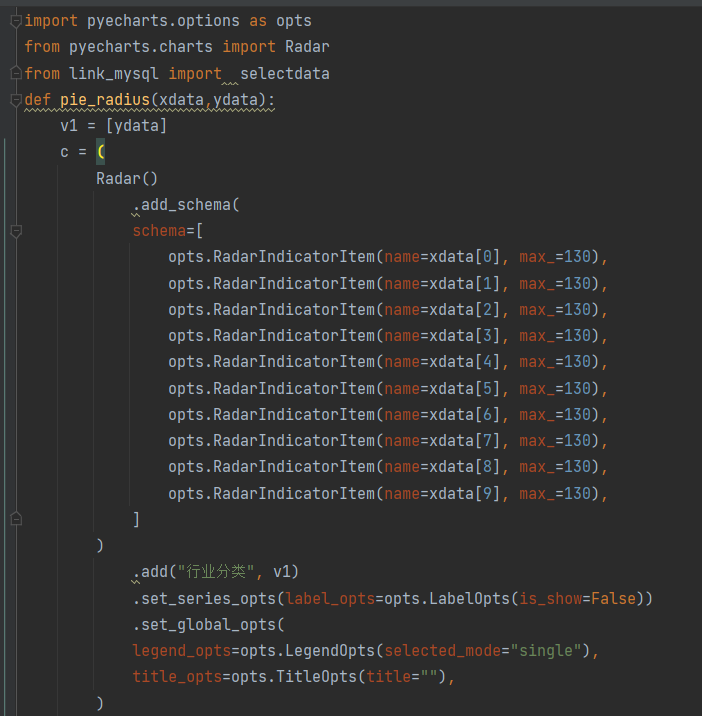 import pyecharts.options as opts
from pyecharts.charts import Radar
from link_mysql import  selectdata
def pie_radius(xdata,ydata):
    v1 = [ydata]
    c = (
        Radar()
            .add_schema(
            schema=[
                opts.RadarIndicatorItem(name=xdata[0], max_=130),
                opts.RadarIndicatorItem(name=xdata[1], max_=130),
                opts.RadarIndicatorItem(name=xdata[2], max_=130),
                opts.RadarIndicatorItem(name=xdata[3], max_=130),
                opts.RadarIndicatorItem(name=xdata[4], max_=130),
                opts.RadarIndicatorItem(name=xdata[5], max_=130),
                opts.RadarIndicatorItem(name=xdata[6], max_=130),
                opts.RadarIndicatorItem(name=xdata[7], max_=130),
                opts.RadarIndicatorItem(name=xdata[8], max_=130),
                opts.RadarIndicatorItem(name=xdata[9], max_=130),
            ]
        )
            .add("行业分类", v1)
            .set_series_opts(label_opts=opts.LabelOpts(is_show=False))
            .set_global_opts(
            legend_opts=opts.LegendOpts(selected_mode="single"),
            title_opts=opts.TitleOpts(title=""),
        )